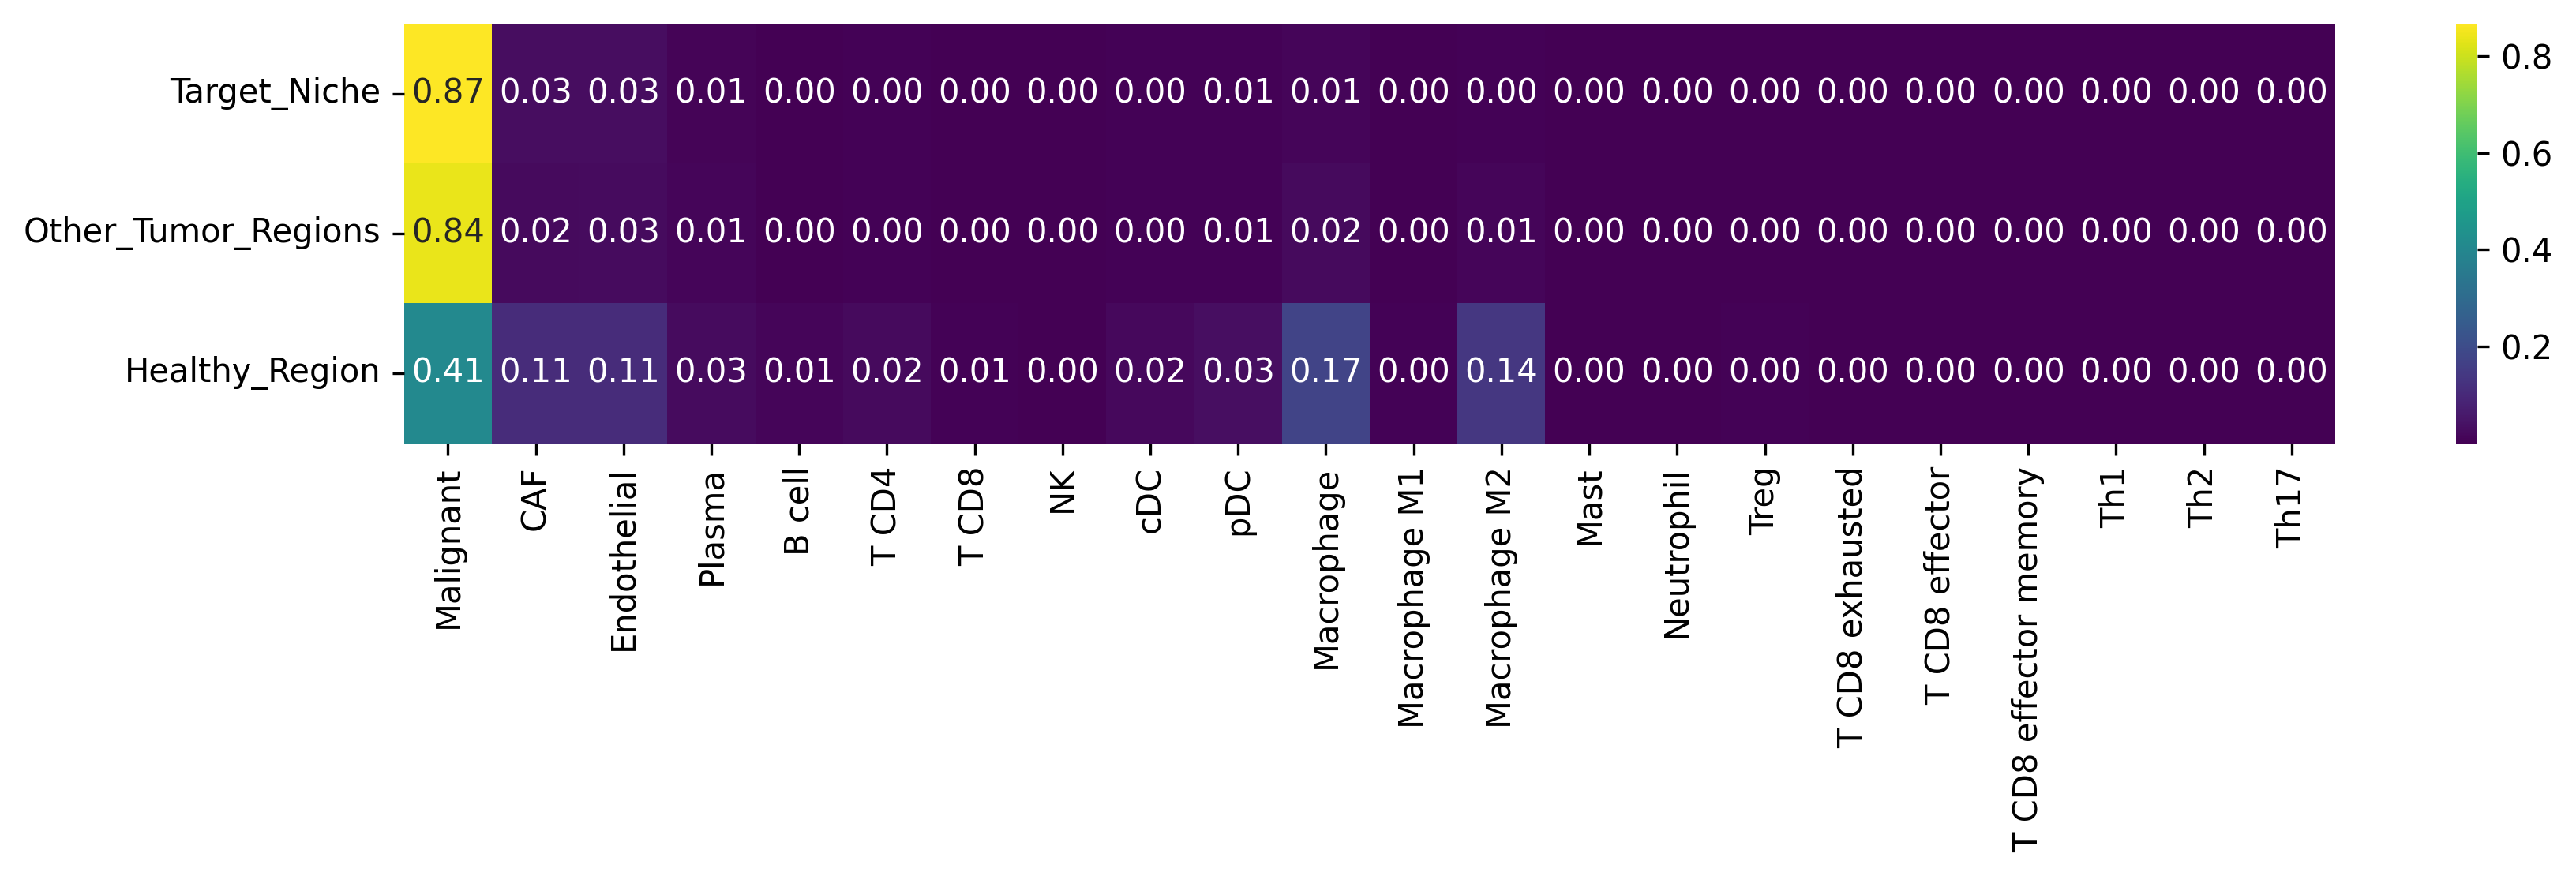 Target_Niche 0.87 0.03 0.03 0.01 0.00 0.00 0.00 0.00 0.00 0.01 0.01 0.00 0.00 0.00 0.00 0.00 0.00 0.00 0.00 0.00 0.00 0.00
Other_Tumor_Regions 0.84 0.02 0.03 0.01 0.00 0.00 0.00 0.00 0.00 0.01 0.02 0.00 0.01 0.00 0.00 0.00 0.00 0.00 0.00 0.00 0.00 0.00
Healthy_Region 0.41 0.11 0.11 0.03 0.01 0.02 0.01 0.00 0.02 0.03 0.17 0.00 0.14 0.00 0.00 0.00 0.00 0.00 0.00 0.00 0.00 0.00
Malignant
CAF
Endothelial
Plasma
B cell
T CD4
T CD8
NK
cDC
pDC
Macrophage
Macrophage M1
Macrophage M2
Mast
Neutrophil
Treg
T CD8 exhausted
T CD8 effector
T CD8 effector memory
Th1
Th2
Th17
0.8
0.6
0.4
0.2